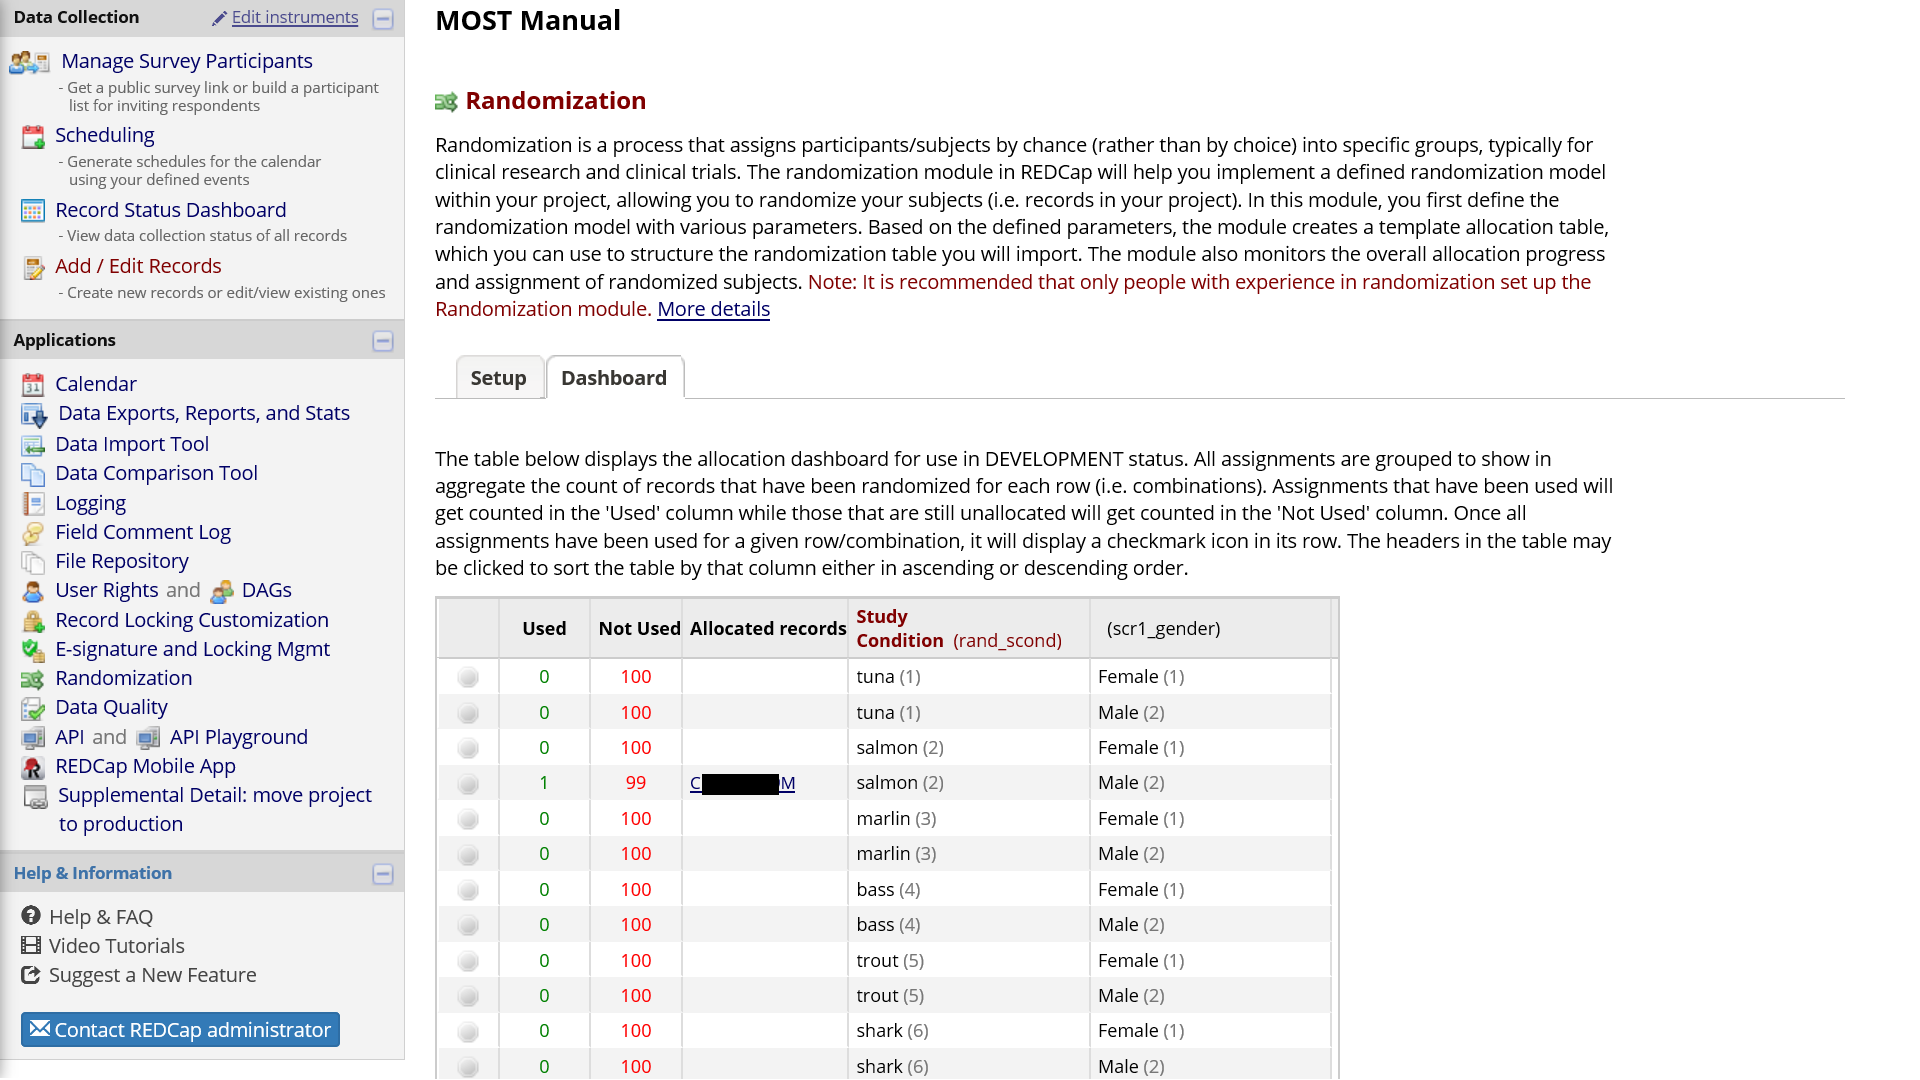 Data Collection Edit instruments
Manage Survey Participants
- Get a public survey link or build a participant
list for inviting respondents
Scheduling
- Generate schedules for the calendar
using your defined events
Record Status Dashboard
- View data collection status of all records
Add / Edit Records
- Create new records or edit/view existing ones
Applications
31 Calendar
Data Exports, Reports, and Stats
Data Import Tool
Data Comparison Tool
Logging
Field Comment Log
File Repository
User Rights and DAGs
Record Locking Customization
E-signature and Locking Mgmt
Randomization
Data Quality
API and API Playground
REDCap Mobile App
Supplemental Detail: move project
to production
Help & Information
Help & FAQ
Video Tutorials
Suggest a New Feature
Contact REDCap administrator
MOST Manual
Randomization
Randomization is a process that assigns participants/subjects by chance (rather than by choice) into specific groups, typically for
clinical research and clinical trials. The randomization module in REDCap will help you implement a defined randomization model
within your project, allowing you to randomize your subjects (i.e. records in your project). In this module, you first define the
randomization model with various parameters. Based on the defined parameters, the module creates a template allocation table,
which you can use to structure the randomization table you will import. The module also monitors the overall allocation progress
and assignment of randomized subjects. Note: It is recommended that only people with experience in randomization set up the
Randomization module. More details
Setup Dashboard
The table below displays the allocation dashboard for use in DEVELOPMENT status. All assignments are grouped to show in
aggregate the count of records that have been randomized for each row (i.e. combinations). Assignments that have been used will
get counted in the 'Used' column while those that are still unallocated will get counted in the 'Not Used' column. Once all
assignments have been used for a given row/combination, it will display a checkmark icon in its row. The headers in the table may
be clicked to sort the table by that column either in ascending or descending order.
Used Not Used Allocated records Study Condition (rand_scond) (scr1_gender)
0 100 tuna (1) Female (1)
0 100 tuna (1) Male (2)
0 100 salmon (2) Female (1)
1 99 C M salmon (2) Male (2)
0 100 marlin (3) Female (1)
0 100 marlin (3) Male (2)
0 100 bass (4) Female (1)
0 100 bass (4) Male (2)
0 100 trout (5) Female (1)
0 100 trout (5) Male (2)
0 100 shark (6) Female (1)
0 100 shark (6) Male (2)